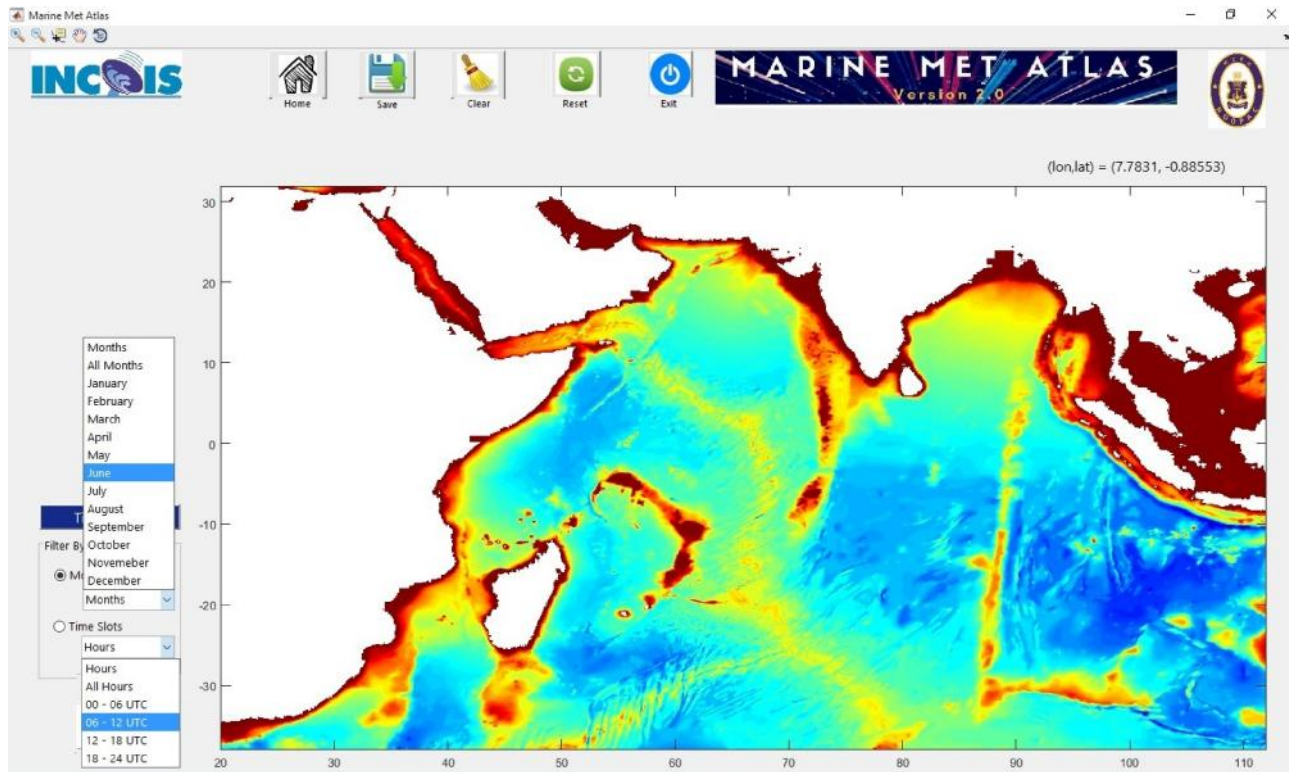 Marine Met Atlas
INCOIS
Home
Save
Clear
Reset
Exit
MARINE MET ATLAS
Version 2.0
(lon,lat) = (7.7831, -0.88553)
30
20
10
0
-10
-20
-30
20 30 40 50 60 70 80 90 100 110
Months
All Months
January
February
March
April
May
June
July
August
September
October
Novemeber
December
Filter By
Months
Time Slots
Hours
Hours
All Hours
00 - 06 UTC
06 - 12 UTC
12 - 18 UTC
18 - 24 UTC